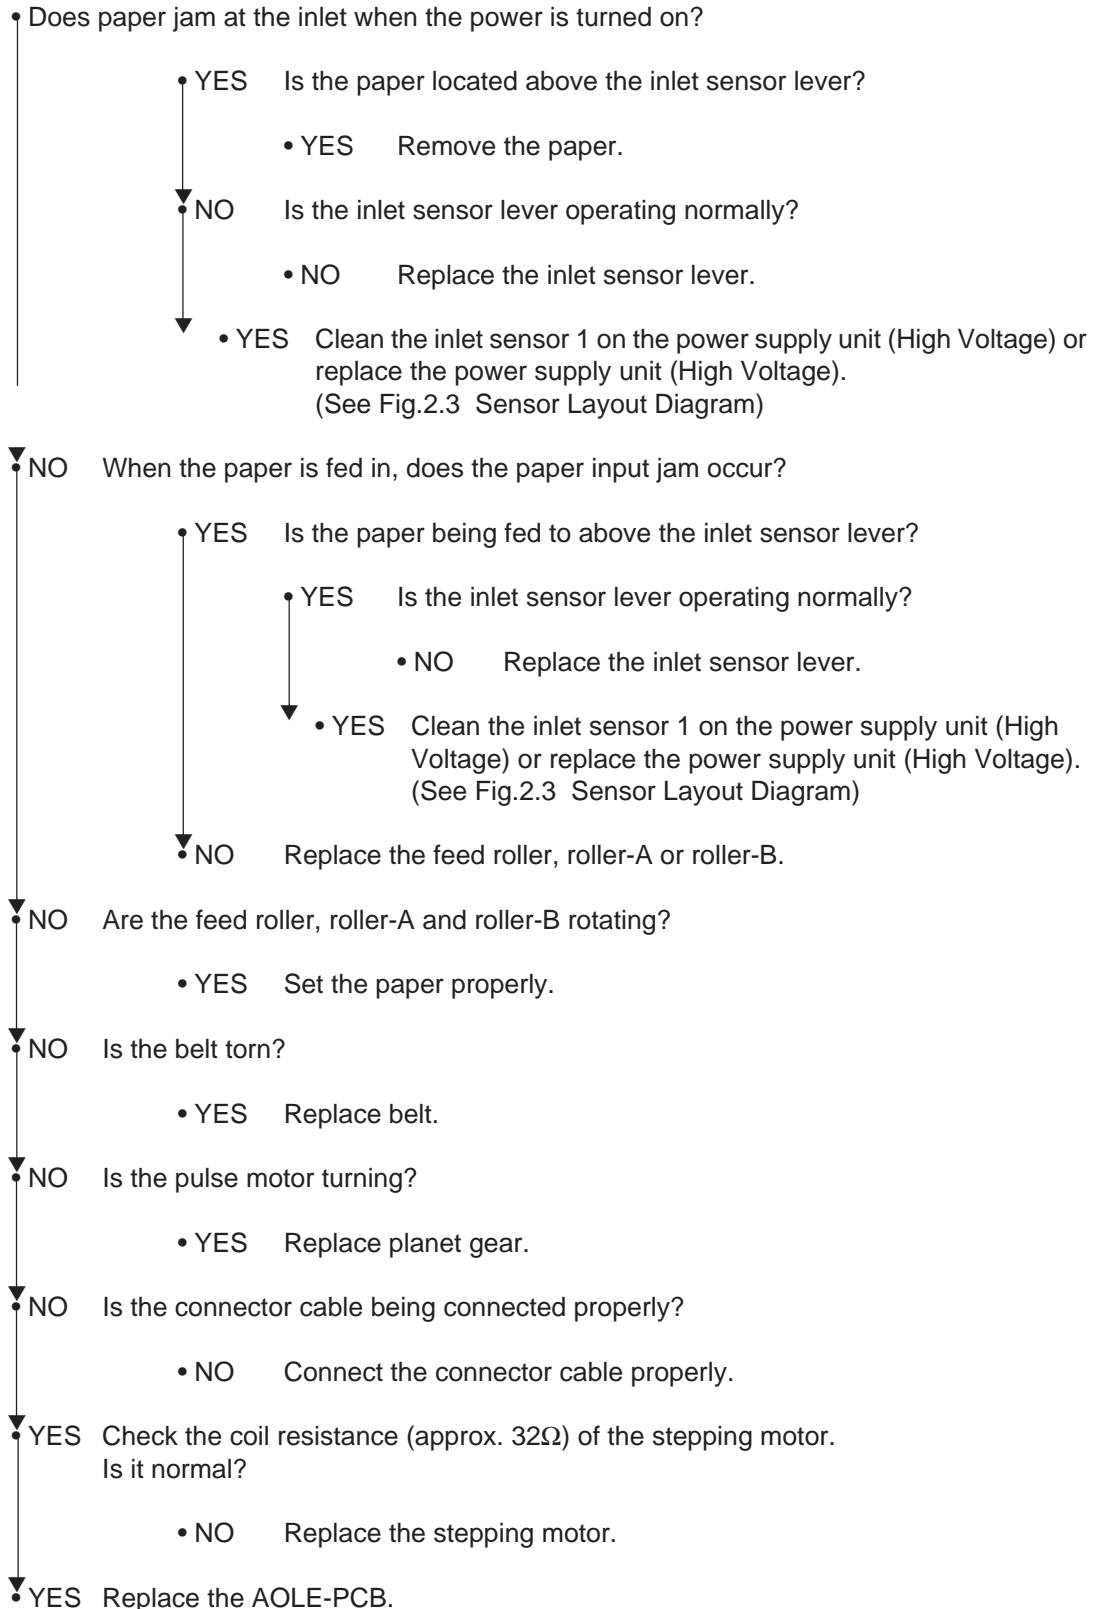 • Does paper jam at the inlet when the power is turned on?
• YES Is the paper located above the inlet sensor lever?
• YES Remove the paper.
• NO Is the inlet sensor lever operating normally?
• NO Replace the inlet sensor lever.
• YES Clean the inlet sensor 1 on the power supply unit (High Voltage) or
replace the power supply unit (High Voltage).
(See Fig.2.3 Sensor Layout Diagram)
• NO When the paper is fed in, does the paper input jam occur?
• YES Is the paper being fed to above the inlet sensor lever?
• YES Is the inlet sensor lever operating normally?
• NO Replace the inlet sensor lever.
• YES Clean the inlet sensor 1 on the power supply unit (High
Voltage) or replace the power supply unit (High Voltage).
(See Fig.2.3 Sensor Layout Diagram)
• NO Replace the feed roller, roller-A or roller-B.
• NO Are the feed roller, roller-A and roller-B rotating?
• YES Set the paper properly.
• NO Is the belt torn?
• YES Replace belt.
• NO Is the pulse motor turning?
• YES Replace planet gear.
• NO Is the connector cable being connected properly?
• NO Connect the connector cable properly.
• YES Check the coil resistance (approx. 32Ω) of the stepping motor.
Is it normal?
• NO Replace the stepping motor.
• YES Replace the AOLE-PCB.